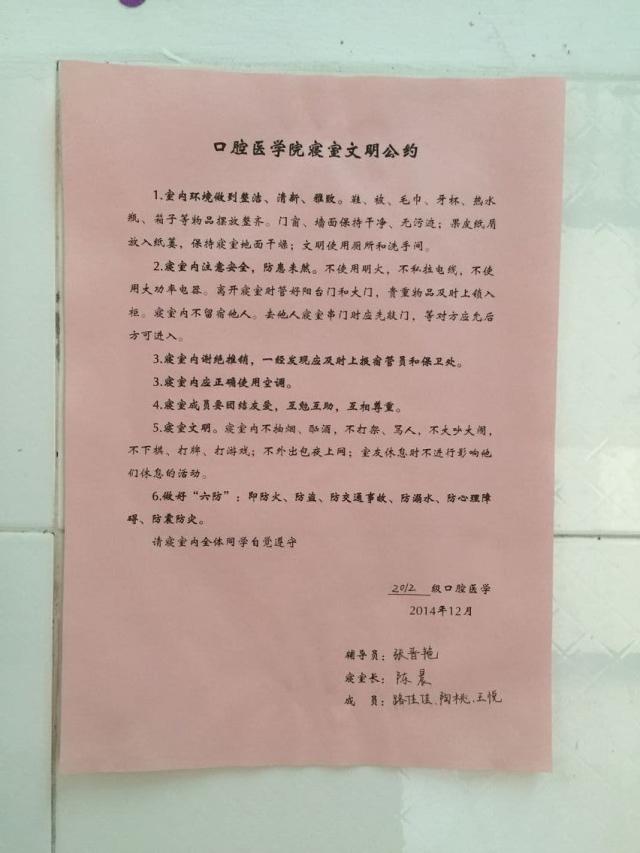 口腔医学院寝室文明公约
1.室内环境做到整洁、清新、雅致。鞋、被、毛巾、牙杯、热水
瓶、箱子等物品摆放整齐。门窗、墙面保持干净、无污迹；果皮纸屑
放入纸篓，保持寝室地面干燥；文明使用厕所和洗手间。
2.寝室内注意安全，防患未然。不使用明火，不私拉电线，不使
用大功率电器。离开寝室时管好阳台门和大门，贵重物品及时上锁入
柜。寝室内不留宿他人。去他人寝室串门时应先敲门，等对方应允后
方可进入。
3.寝室内谢绝推销，一经发现应及时上报宿管员和保卫处。
3.寝室内应正确使用空调。
4.寝室成员要团结友爱，互勉互助，互相尊重。
5.寝室文明。寝室内不抽烟、酗酒，不打架、骂人，不大吵大闹，
不下棋、打牌、打游戏；不外出包夜上网；室友休息时不进行影响他
们休息的活动。
6.做好“六防”：即防火、防盗、防交通事故、防溺水、防心理障
碍、防震防灾。
请寝室内全体同学自觉遵守
2012 级口腔医学
2014年12月
辅导员：张晋艳
寝室长：陈晨
成 员：路佳佳、陶桃、王悦